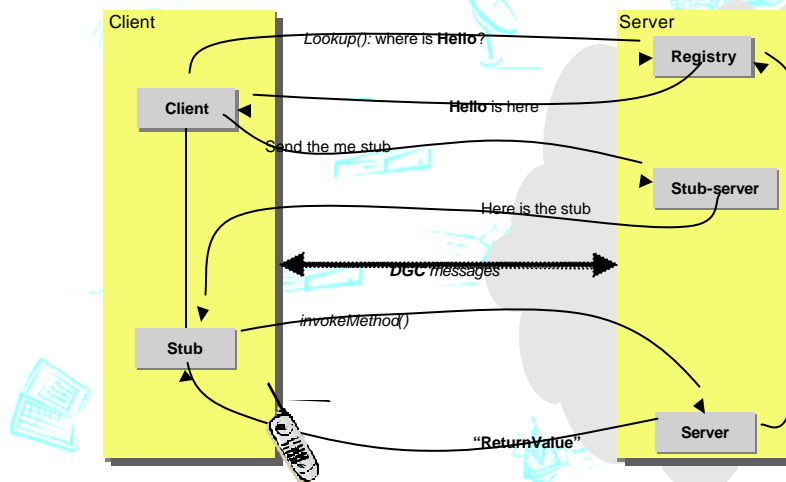 Client
Server
Lookup(): where is Hello?
Registry
Client
Hello is here
Send the me stub
Stub-server
Here is the stub
DGC messages
invokeMethod()
Stub
“ReturnValue”
Server